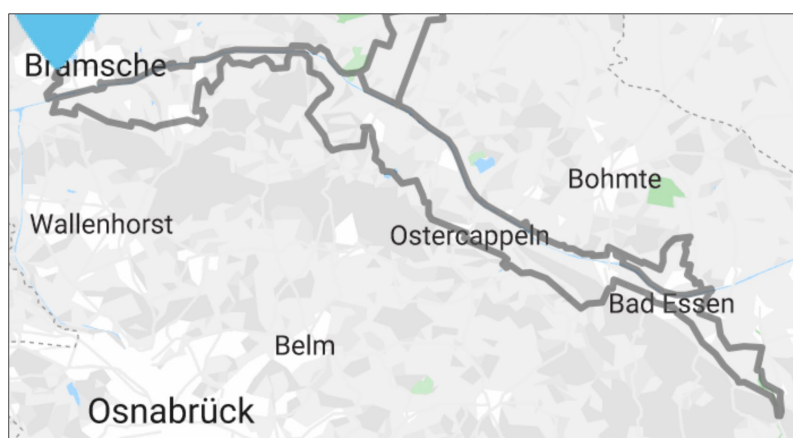 Bramsche
Bohmte
Wallenhorst
Ostercappeln
Bad Essen
Belm
Osnabrück